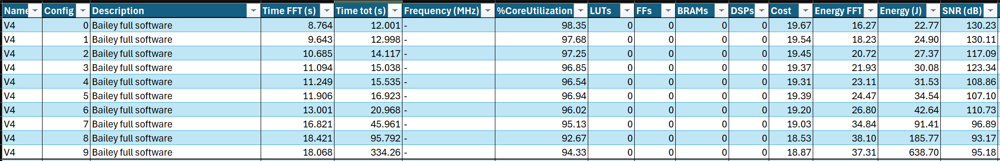 Name Config Description Time FFT (s) Time tot (s) Frequency (MHz) %CoreUtilization LUTs FFs BRAMs DSPs Cost Energy FFT Energy (J) SNR (dB)
V4 0 Bailey full software 8.764 12.001 - 98.35 0 0 0 0 19.67 16.27 22.77 130.23
V4 1 Bailey full software 9.643 12.998 - 97.68 0 0 0 0 19.54 18.23 24.90 130.11
V4 2 Bailey full software 10.685 14.117 - 97.25 0 0 0 0 19.45 20.72 27.37 117.09
V4 3 Bailey full software 11.094 15.038 - 96.85 0 0 0 0 19.37 21.93 30.08 123.34
V4 4 Bailey full software 11.249 15.535 - 96.54 0 0 0 0 19.31 23.11 31.53 108.86
V4 5 Bailey full software 11.906 16.923 - 96.94 0 0 0 0 19.39 24.47 34.54 107.10
V4 6 Bailey full software 13.001 20.968 - 96.02 0 0 0 0 19.20 26.80 42.64 110.73
V4 7 Bailey full software 16.821 45.961 - 95.13 0 0 0 0 19.03 34.84 91.41 96.89
V4 8 Bailey full software 18.421 95.792 - 92.67 0 0 0 0 18.53 38.10 185.77 93.17
V4 9 Bailey full software 18.068 334.26 - 94.33 0 0 0 0 18.87 37.31 638.70 95.18